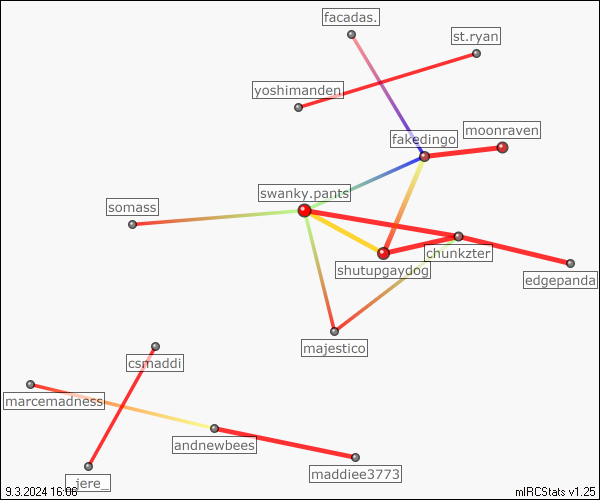 facadas.
st.ryan
yoshimanden
moonraven
fakedingo
swanky.pants
somass
chunkzter
shutupgaydog
edgepanda
majestico
csmaddi
marcemadness
andnewbees
maddiee3773
_jere_
9.3.2024 16:06
mIRCStats v1.25